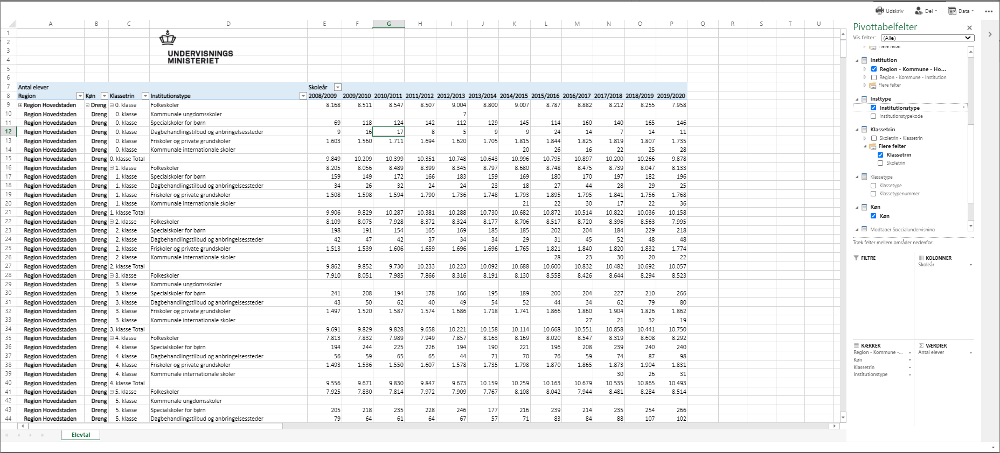 Udskriv Del Data
A B C D E F G H I J K L M N O P Q R S T U
1
2
3
4
5
6
UNDERVISNINGS
MINISTERIET
7 Antal elever Skoleår
8 Region Køn Klassetrin Institutionstype 2008/2009 2009/2010 2010/2011 2011/2012 2012/2013 2013/2014 2014/2015 2015/2016 2016/2017 2017/2018 2018/2019 2019/2020
9 Region Hovedstaden Dreng 0. klasse Folkeskoler 8.168 8.511 8.547 8.507 9.004 8.800 9.007 8.787 8.882 8.212 8.255 7.958
10 Region Hovedstaden Dreng 0. klasse Kommunale ungdomsskoler 7
11 Region Hovedstaden Dreng 0. klasse Specialskoler for børn 69 118 124 142 112 129 145 114 160 140 165 146
12 Region Hovedstaden Dreng 0. klasse Dagbehandlingstilbud og anbringelsessteder 9 16 17 8 5 9 9 24 14 7 14 11
13 Region Hovedstaden Dreng 0. klasse Friskoler og private grundskoler 1.603 1.560 1.711 1.694 1.620 1.705 1.815 1.844 1.825 1.819 1.807 1.735
14 Region Hovedstaden Dreng 0. klasse Kommunale internationale skoler 20 26 16 22 25 28
15 Region Hovedstaden Dreng 0. klasse Total 9.849 10.209 10.399 10.351 10.748 10.643 10.996 10.795 10.897 10.200 10.266 9.878
16 Region Hovedstaden Dreng 1. klasse Folkeskoler 8.205 8.056 8.489 8.399 8.345 8.797 8.680 8.748 8.475 8.739 8.047 8.133
17 Region Hovedstaden Dreng 1. klasse Specialskoler for børn 159 149 172 166 183 159 169 180 170 197 182 196
18 Region Hovedstaden Dreng 1. klasse Dagbehandlingstilbud og anbringelsessteder 34 26 32 24 24 23 18 27 44 28 29 25
19 Region Hovedstaden Dreng 1. klasse Friskoler og private grundskoler 1.508 1.598 1.594 1.790 1.736 1.748 1.793 1.895 1.795 1.841 1.756 1.768
20 Region Hovedstaden Dreng 1. klasse Kommunale internationale skoler 21 22 30 17 22 36
21 Region Hovedstaden Dreng 1. klasse Total 9.906 9.829 10.287 10.381 10.288 10.730 10.682 10.872 10.514 10.822 10.036 10.158
22 Region Hovedstaden Dreng 2. klasse Folkeskoler 8.109 8.075 7.928 8.372 8.324 8.177 8.706 8.517 8.720 8.396 8.563 7.995
23 Region Hovedstaden Dreng 2. klasse Specialskoler for børn 198 191 154 165 169 185 185 202 204 184 229 218
24 Region Hovedstaden Dreng 2. klasse Dagbehandlingstilbud og anbringelsessteder 42 47 42 37 34 34 29 31 45 52 48 48
25 Region Hovedstaden Dreng 2. klasse Friskoler og private grundskoler 1.513 1.539 1.606 1.659 1.696 1.696 1.765 1.821 1.840 1.820 1.832 1.774
26 Region Hovedstaden Dreng 2. klasse Kommunale internationale skoler 28 23 30 20 22
27 Region Hovedstaden Dreng 2. klasse Total 9.862 9.852 9.730 10.233 10.223 10.092 10.688 10.600 10.832 10.482 10.692 10.057
28 Region Hovedstaden Dreng 3. klasse Folkeskoler 7.910 8.051 7.985 7.866 8.316 8.191 8.130 8.558 8.426 8.644 8.294 8.523
29 Region Hovedstaden Dreng 3. klasse Kommunale ungdomsskoler
30 Region Hovedstaden Dreng 3. klasse Specialskoler for børn 241 208 194 178 166 195 189 200 204 227 210 266
31 Region Hovedstaden Dreng 3. klasse Dagbehandlingstilbud og anbringelsessteder 43 50 62 40 49 54 52 44 34 62 79 80
32 Region Hovedstaden Dreng 3. klasse Friskoler og private grundskoler 1.497 1.520 1.587 1.574 1.686 1.718 1.741 1.866 1.860 1.904 1.826 1.862
33 Region Hovedstaden Dreng 3. klasse Kommunale internationale skoler 27 21 32 19
34 Region Hovedstaden Dreng 3. klasse Total 9.691 9.829 9.828 9.658 10.221 10.158 10.114 10.668 10.551 10.858 10.441 10.750
35 Region Hovedstaden Dreng 4. klasse Folkeskoler 7.813 7.832 7.989 7.949 7.857 8.163 8.169 8.020 8.547 8.319 8.608 8.292
36 Region Hovedstaden Dreng 4. klasse Specialskoler for børn 194 244 225 226 194 190 221 196 208 239 240 240
37 Region Hovedstaden Dreng 4. klasse Dagbehandlingstilbud og anbringelsessteder 56 59 65 65 44 71 70 76 59 74 87 98
38 Region Hovedstaden Dreng 4. klasse Friskoler og private grundskoler 1.493 1.536 1.550 1.607 1.578 1.735 1.798 1.870 1.865 1.873 1.904 1.831
39 Region Hovedstaden Dreng 4. klasse Kommunale internationale skoler 30 26 31
40 Region Hovedstaden Dreng 4. klasse Total 9.556 9.671 9.830 9.847 9.673 10.159 10.259 10.163 10.679 10.535 10.865 10.493
41 Region Hovedstaden Dreng 5. klasse Folkeskoler 7.925 7.830 7.814 7.972 7.909 7.767 8.108 8.042 7.944 8.481 8.284 8.514
42 Region Hovedstaden Dreng 5. klasse Kommunale ungdomsskoler
43 Region Hovedstaden Dreng 5. klasse Specialskoler for børn 205 218 235 228 246 177 216 239 214 235 254 266
44 Region Hovedstaden Dreng 5. klasse Dagbehandlingstilbud og anbringelsessteder 79 64 61 64 67 57 71 83 84 88 107 102
Elevtal
Pivottabelfelter
Vis felter: (Alle)
Flere felter
Institution
Region - Kommune - Ho...
Region - Kommune - Institution
Flere felter
Insttype
Institutionstype
Institutionstypekode
Klassetrin
Skoletrin - Klassetrin
Flere felter
Klassetrin
Skoletrin
Klassetype
Klassetype
Klassetypenummer
Køn
Køn
Modtager Specialundervisning
Træk felter mellem områder nedenfor:
FILTRE
KOLONNER
Skoleår
RÆKKER
Region - Kommune -...
Køn
Klassetrin
Institutionstype
VÆRDIER
Antal elever